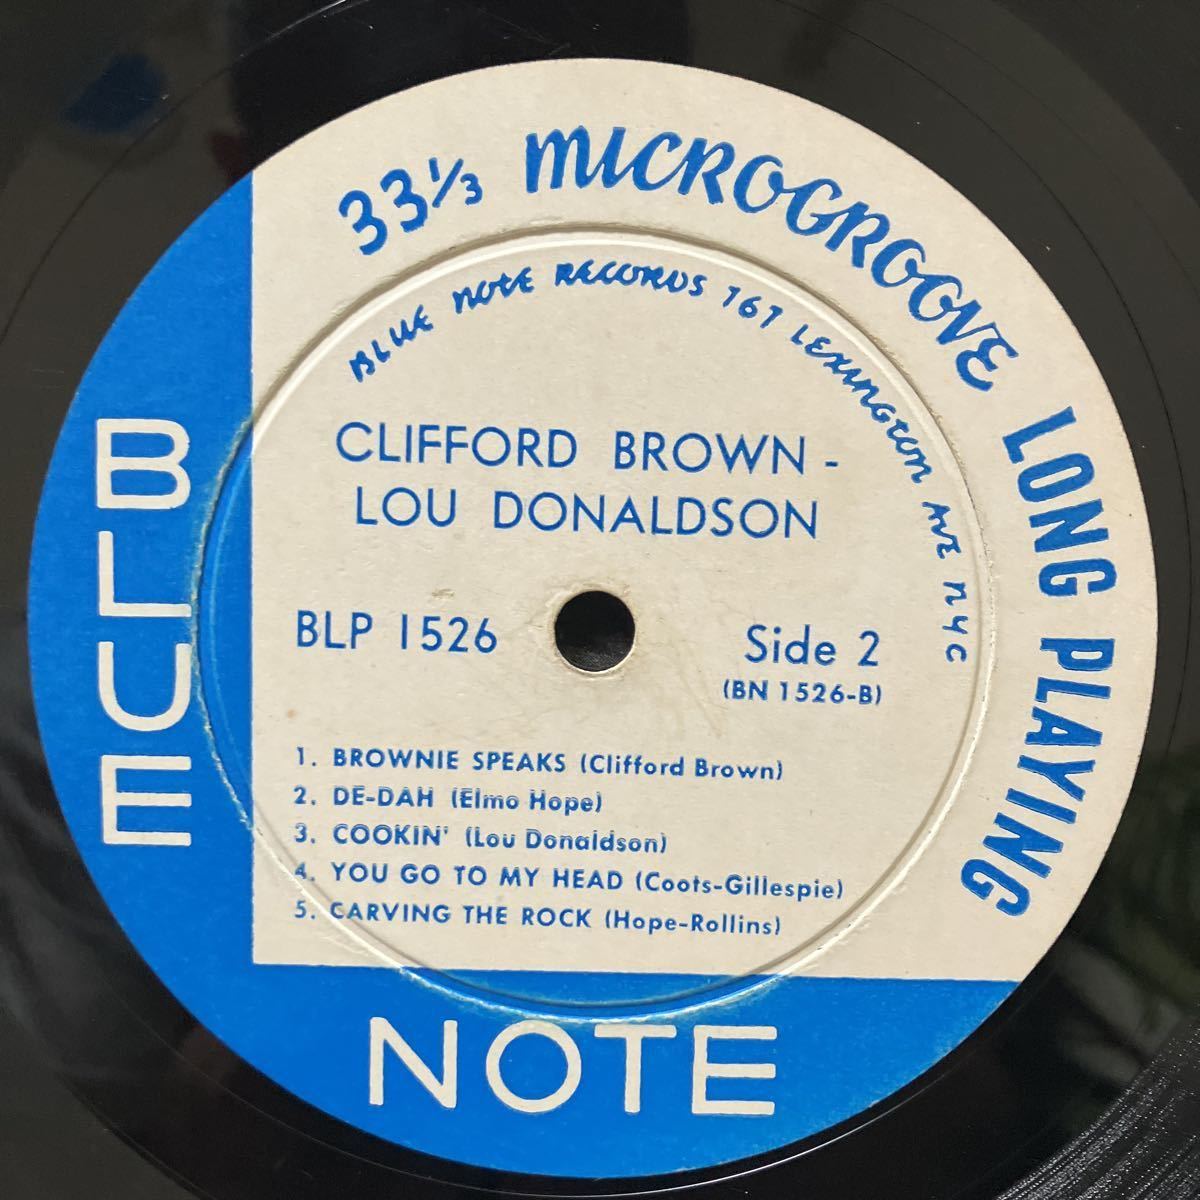 33⅓ MICROGROOVE LONG PLAYING
BLUE NOTE RECORDS 767 LEXINGTON AVE NYC
CLIFFORD BROWN -
LOU DONALDSON
BLP 1526
Side 2
(BN 1526-B)
1. BROWNIE SPEAKS (Clifford Brown)
2. DE-DAH (Elmo Hope)
3. COOKIN' (Lou Donaldson)
4. YOU GO TO MY HEAD (Coots-Gillespie)
5. CARVING THE ROCK (Hope-Rollins)
BLUE
NOTE